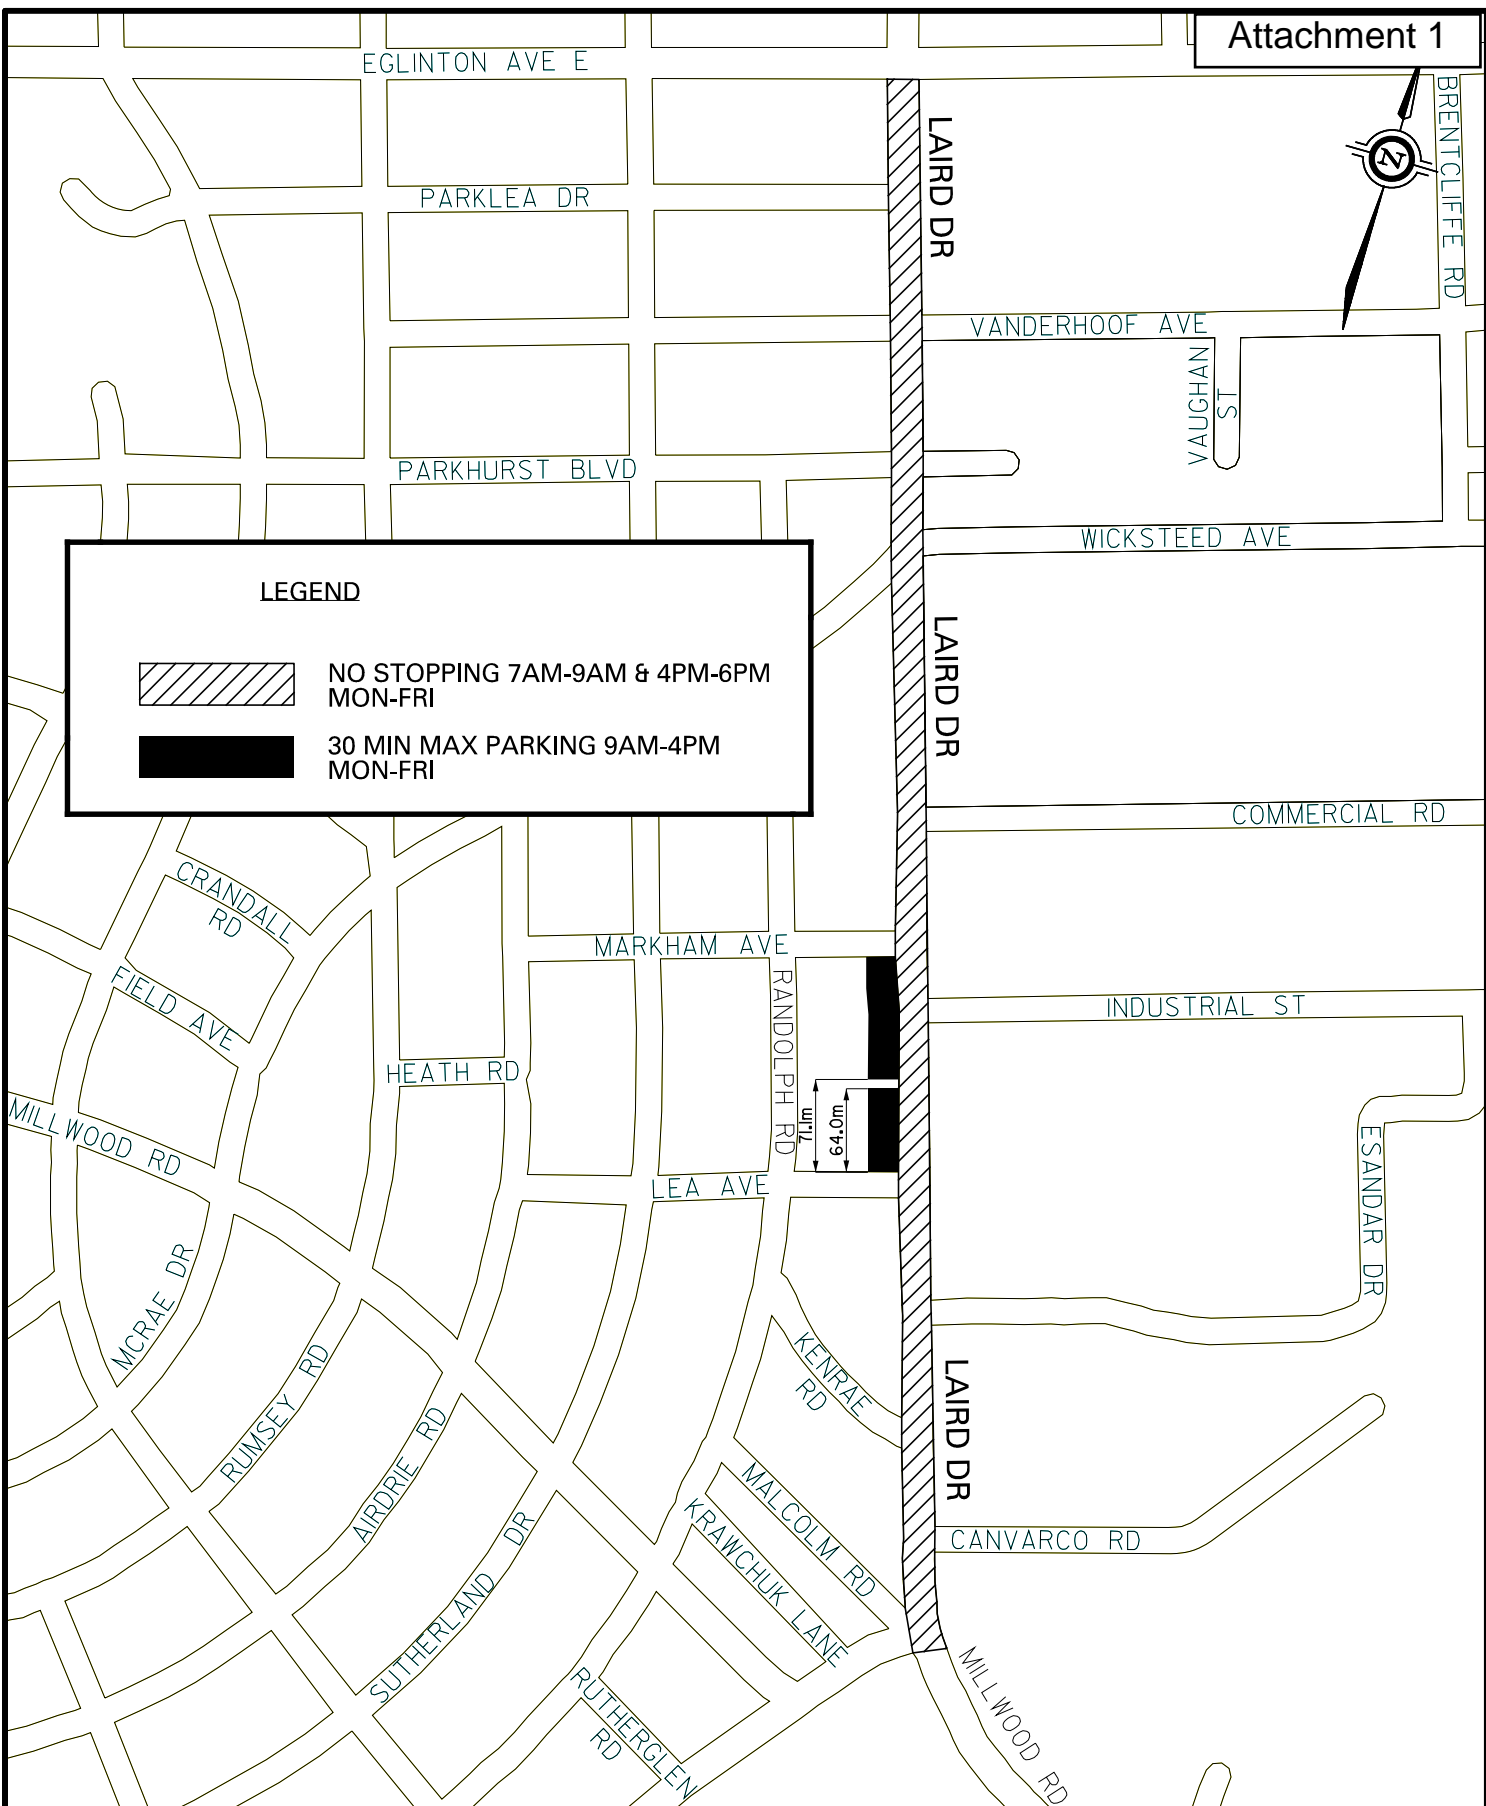 Attachment 1
EGLINTON AVE E
BRENTCLIFFE RD
N
LAIRD DR
PARKLEA DR
VANDERHOOF AVE
VAUGHAN
ST
PARKHURST BLVD
WICKSTEED AVE
LEGEND
NO STOPPING 7AM-9AM & 4PM-6PM
MON-FRI
30 MIN MAX PARKING 9AM-4PM
MON-FRI
LAIRD DR
COMMERCIAL RD
CRANDALL
RD
MARKHAM AVE
FIELD AVE
RANDOLPH RD
INDUSTRIAL ST
HEATH RD
71.1m
64.0m
MILLWOOD RD
ESANDAR DR
LEA AVE
MCRAE DR
KENRAE
RD
RUMSEY RD
LAIRD DR
AIRDRIE RD
MALCOLM RD
KRAWCHUK LANE
SUTHERLAND DR
CANVARCO RD
RUTHERGLEN
RD
MILLWOOD RD